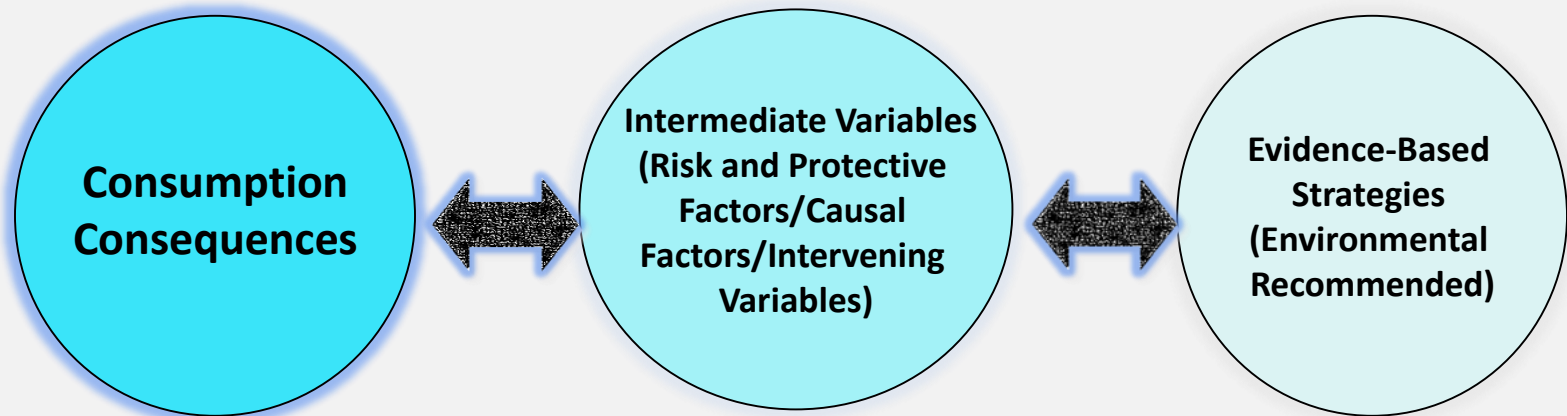 Consumption
Consequences
Intermediate Variables
(Risk and Protective
Factors/Causal
Factors/Intervening
Variables)
Evidence-Based
Strategies
(Environmental
Recommended)